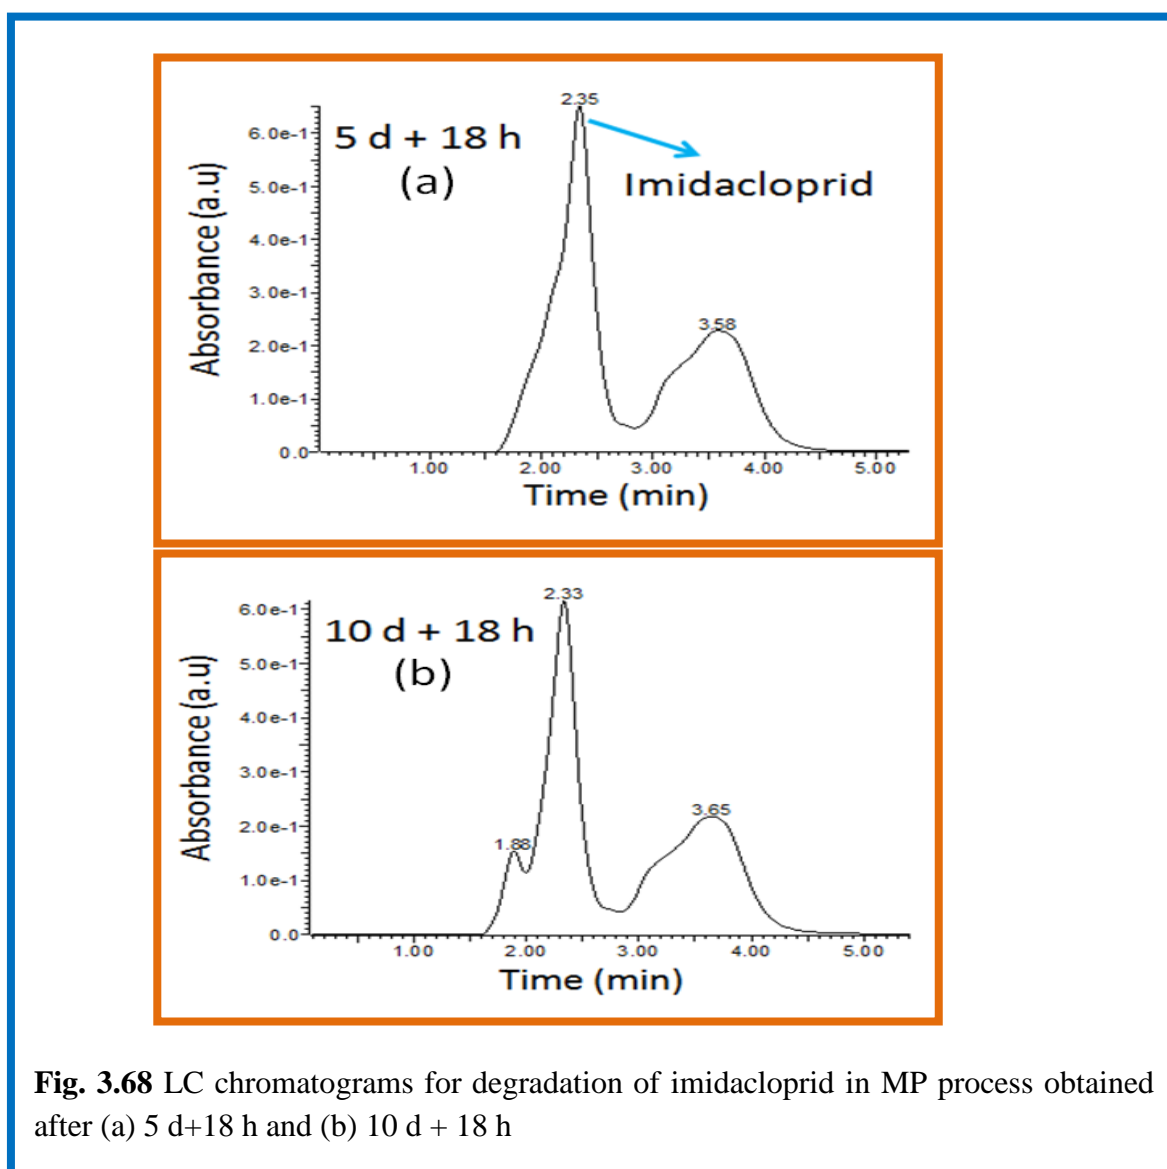 2.35
6.0e-1
5 d + 18 h
(a)
Imidacloprid
5.0e-1
4.0e-1
3.0e-1
3.58
2.0e-1
1.0e-1
0.0
Absorbance (a.u)
1.00 2.00 3.00 4.00 5.00
Time (min)
2.33
6.0e-1
10 d + 18 h
(b)
5.0e-1
4.0e-1
3.0e-1
3.65
2.0e-1
1.88
1.0e-1
0.0
Absorbance (a.u)
1.00 2.00 3.00 4.00 5.00
Time (min)
Fig. 3.68 LC chromatograms for degradation of imidacloprid in MP process obtained
after (a) 5 d+18 h and (b) 10 d + 18 h